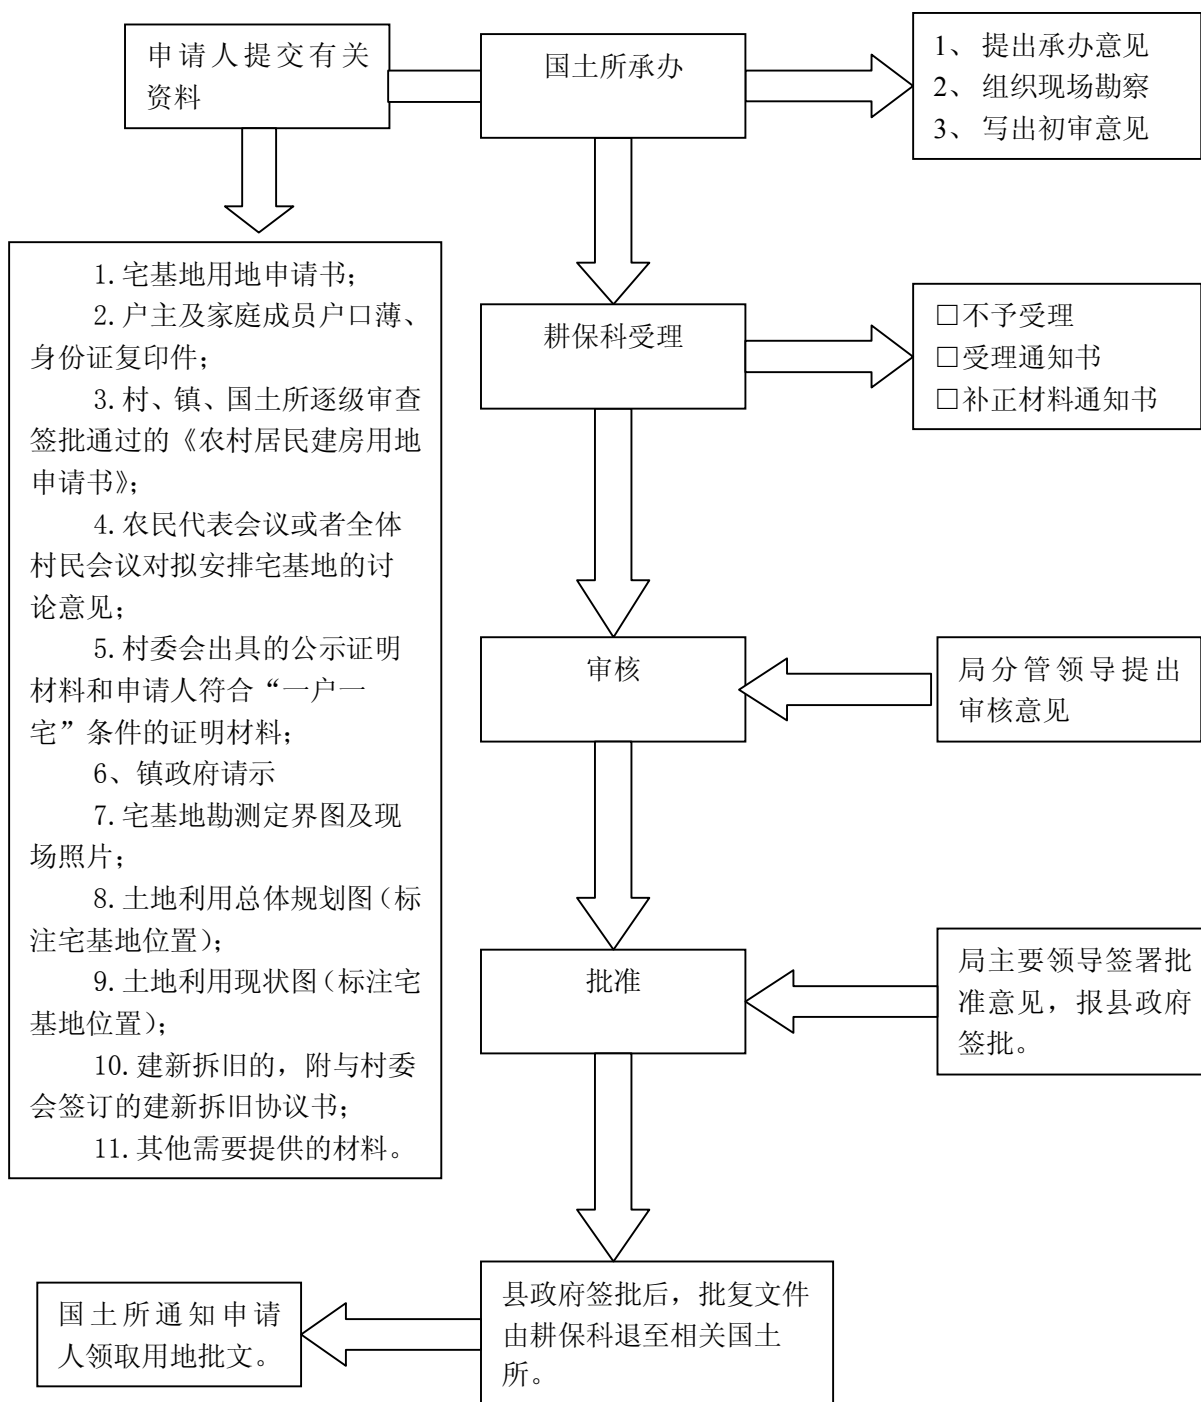 申请人提交有关
资料
国土所承办
1、 提出承办意见
2、 组织现场勘察
3、 写出初审意见
1.宅基地用地申请书；
2.户主及家庭成员户口薄、
身份证复印件；
3.村、镇、国土所逐级审查
签批通过的《农村居民建房用地
申请书》；
4.农民代表会议或者全体
村民会议对拟安排宅基地的讨
论意见；
5.村委会出具的公示证明
材料和申请人符合“一户一
宅”条件的证明材料；
6、镇政府请示
7.宅基地勘测定界图及现
场照片；
8.土地利用总体规划图（标
注宅基地位置）；
9.土地利用现状图（标注宅
基地位置）；
10.建新拆旧的，附与村委
会签订的建新拆旧协议书；
11.其他需要提供的材料。
耕保科受理
□不予受理
□受理通知书
□补正材料通知书
审核
局分管领导提出
审核意见
批准
局主要领导签署批
准意见，报县政府
签批。
县政府签批后，批复文件
由耕保科退至相关国土
所。
国土所通知申请
人领取用地批文。